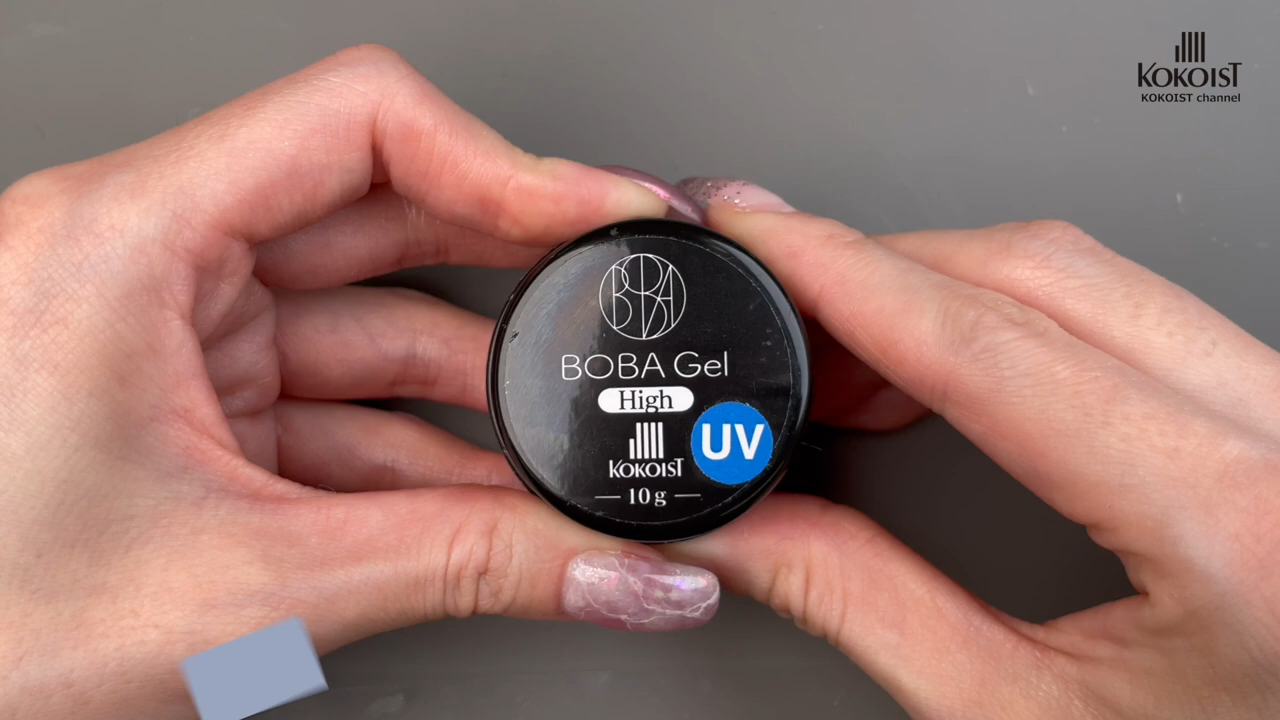 KOKOIST
KOKOIST channel
BOBA
BOBA Gel
High
UV
KOKOIST
10g